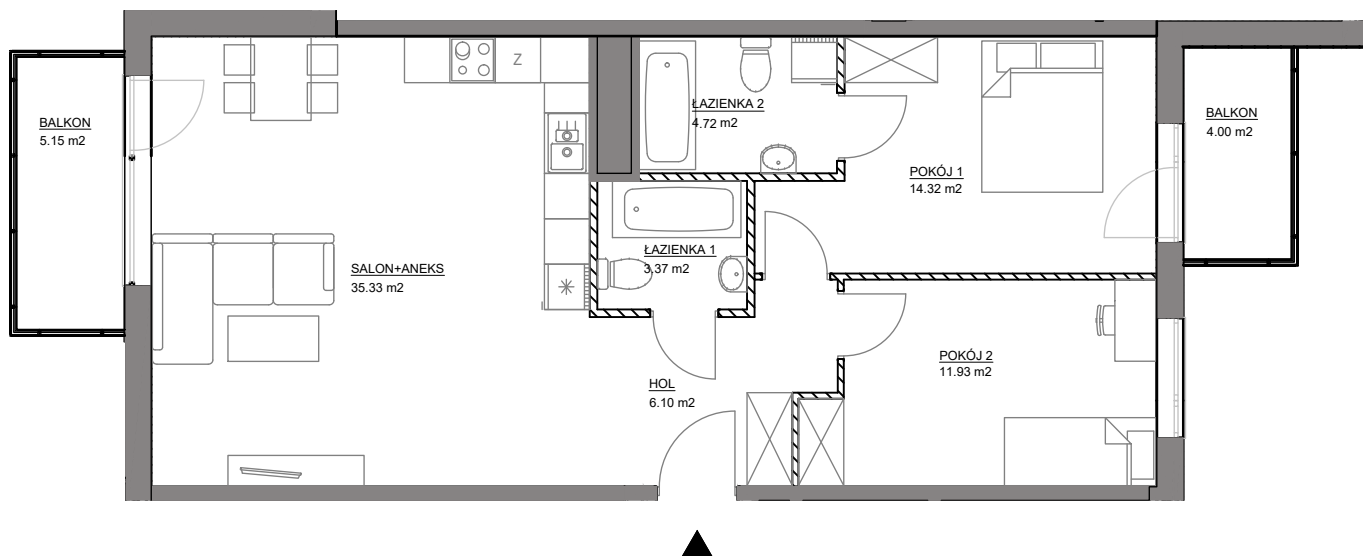 BALKON
5.15 m2
SALON+ANEKS
35.33 m2
Z
ŁAZIENKA 2
4.72 m2
ŁAZIENKA 1
3.37 m2
HOL
6.10 m2
POKÓJ 1
14.32 m2
POKÓJ 2
11.93 m2
BALKON
4.00 m2